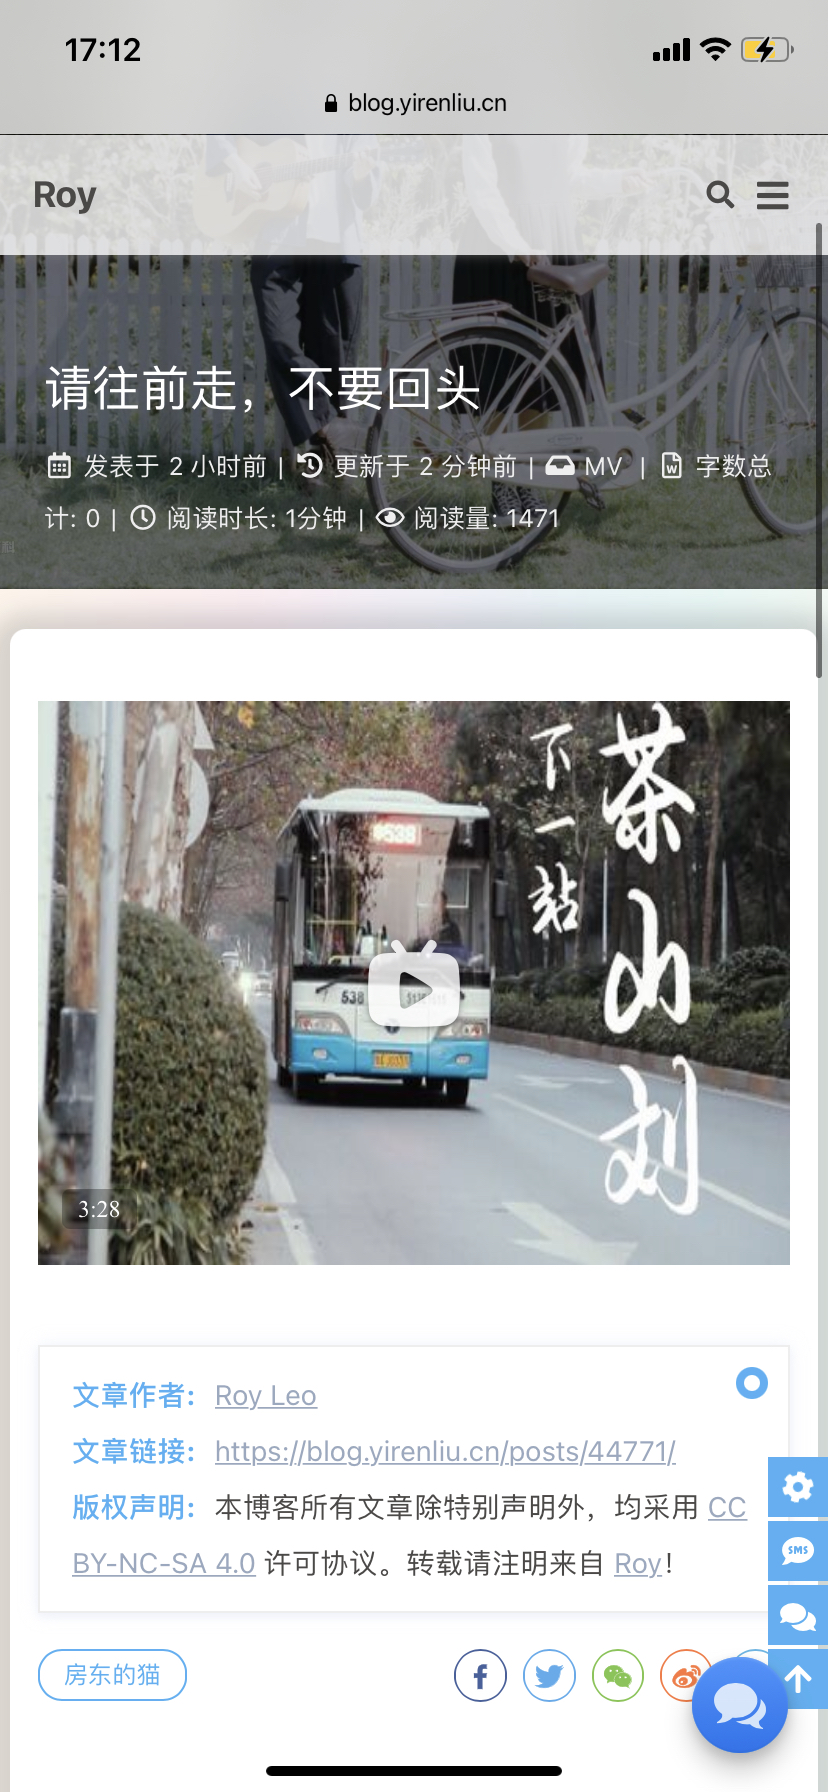 17:12
blog.yirenliu.cn
Roy
请往前走，不要回头
发表于 2 小时前 | 更新于 2 分钟前 | MV | 字数总
计: 0 | 阅读时长: 1分钟 | 阅读量: 1471
下一站
茶山刘
538
3:28
文章作者: Roy Leo
文章链接: https://blog.yirenliu.cn/posts/44771/
版权声明: 本博客所有文章除特别声明外，均采用 CC
BY-NC-SA 4.0 许可协议。转载请注明来自 Roy！
SMS
房东的猫